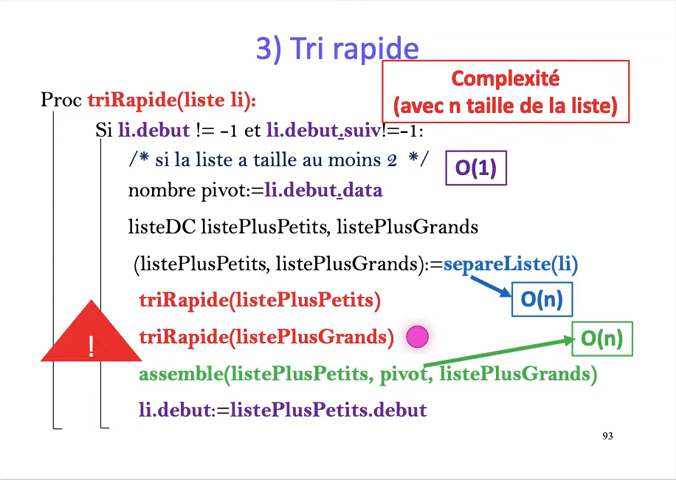 3) Tri rapide
Complexité
(avec n taille de la liste)
Proc triRapide(liste li):
Si li.debut != -1 et li.debut.suiv!=-1:
/* si la liste a taille au moins 2 */
O(1)
nombre pivot:=li.debut.data
listeDC listePlusPetits, listePlusGrands
(listePlusPetits, listePlusGrands):=separeListe(li)
triRapide(listePlusPetits)
O(n)
triRapide(listePlusGrands)
O(n)
!
assemble(listePlusPetits, pivot, listePlusGrands)
li.debut:=listePlusPetits.debut
93